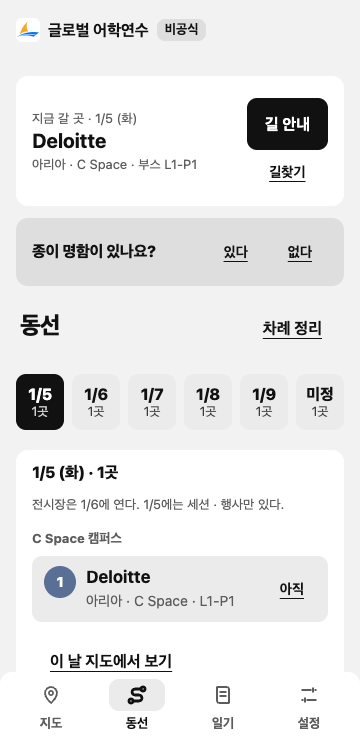 글로벌 어학연수 비공식
지금 갈 곳 · 1/5 (화)
Deloitte
아리아 · C Space · 부스 L1-P1
길 안내
길찾기
종이 명함이 있나요? 있다 없다
동선 차례 정리
1/5 1/6 1/7 1/8 1/9 미정
1곳 1곳 1곳 1곳 1곳 1곳
1/5 (화) · 1곳
전시장은 1/6에 연다. 1/5에는 세션 · 행사만 있다.
C Space 캠퍼스
1 Deloitte
아리아 · C Space · L1-P1
아직
이 날 지도에서 보기
지도 동선 일기 설정